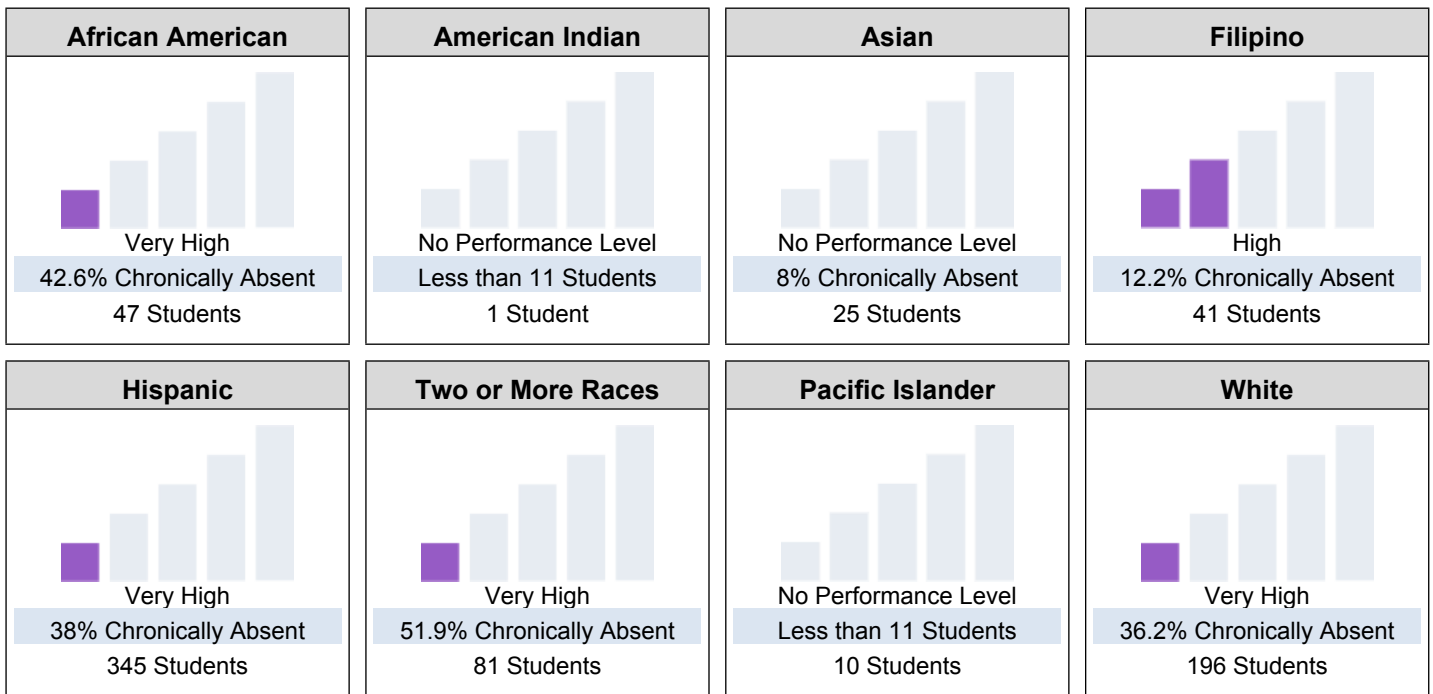 African American
Very High
42.6% Chronically Absent
47 Students
American Indian
No Performance Level
Less than 11 Students
1 Student
Asian
No Performance Level
8% Chronically Absent
25 Students
Filipino
High
12.2% Chronically Absent
41 Students
Hispanic
Very High
38% Chronically Absent
345 Students
Two or More Races
Very High
51.9% Chronically Absent
81 Students
Pacific Islander
No Performance Level
Less than 11 Students
10 Students
White
Very High
36.2% Chronically Absent
196 Students